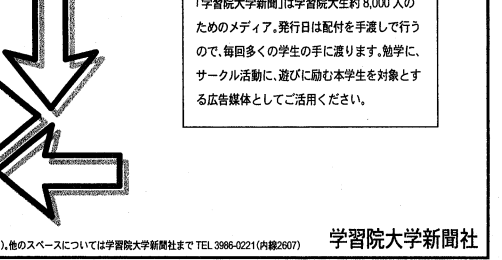 「学習院大学新聞」は学習院大生約 8,000 人の
ためのメディア。発行日は配付を手渡しで行う
ので、毎回多くの学生の手に渡ります。勉学に、
サークル活動に、遊びに励む本学生を対象とす
る広告媒体としてご活用ください。
)。他のスペースについては学習院大学新聞社まで TEL 3986-0221(内線2607)
学習院大学新聞社